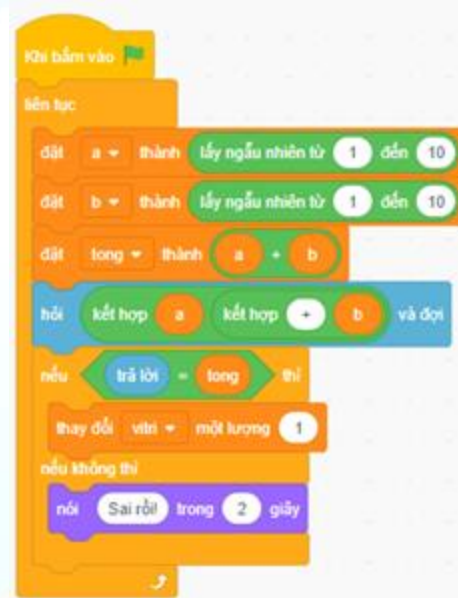 Khi bấm vào
liên tục
đặt a thành lấy ngẫu nhiên từ 1 đến 10
đặt b thành lấy ngẫu nhiên từ 1 đến 10
đặt tong thành a + b
hỏi kết hợp a kết hợp + b và đợi
nếu trả lời = tong thì
thay đổi vitri một lượng 1
nếu không thì
nói Sai rồi! trong 2 giây